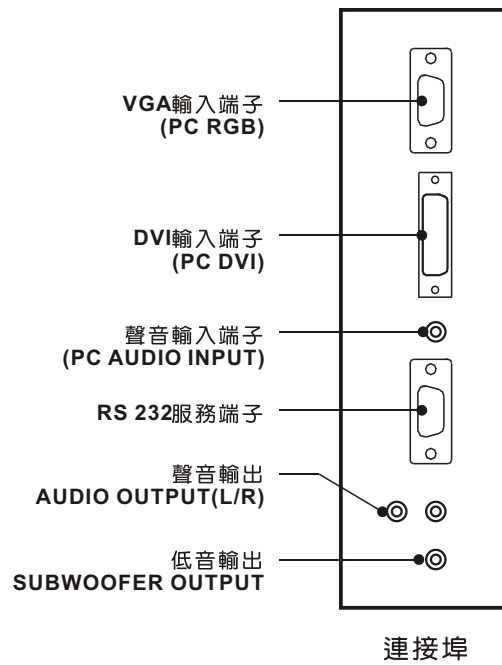 VGA輸入端子
(PC RGB)
DVI輸入端子
(PC DVI)
聲音輸入端子
(PC AUDIO INPUT)
RS 232服務端子
聲音輸出
AUDIO OUTPUT(L/R)
低音輸出
SUBWOOFER OUTPUT
連接埠